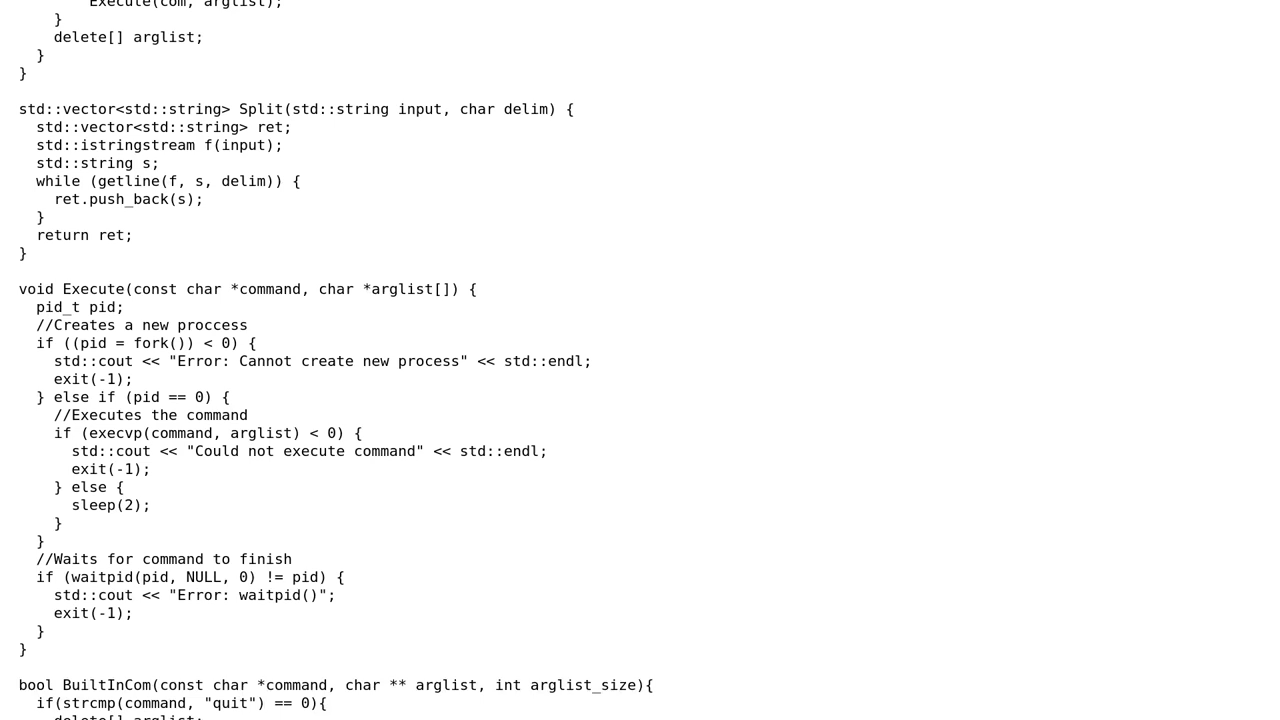 Execute(com, arglist);
}
delete[] arglist;
}
}
std::vector<std::string> Split(std::string input, char delim) {
std::vector<std::string> ret;
std::istringstream f(input);
std::string s;
while (getline(f, s, delim)) {
ret.push_back(s);
}
return ret;
}
void Execute(const char *command, char *arglist[]) {
pid_t pid;
//Creates a new proccess
if ((pid = fork()) < 0) {
std::cout << "Error: Cannot create new process" << std::endl;
exit(-1);
} else if (pid == 0) {
//Executes the command
if (execvp(command, arglist) < 0) {
std::cout << "Could not execute command" << std::endl;
exit(-1);
} else {
sleep(2);
}
}
//Waits for command to finish
if (waitpid(pid, NULL, 0) != pid) {
std::cout << "Error: waitpid()";
exit(-1);
}
}
bool BuiltInCom(const char *command, char ** arglist, int arglist_size){
if(strcmp(command, "quit") == 0){
delete[] arglist;